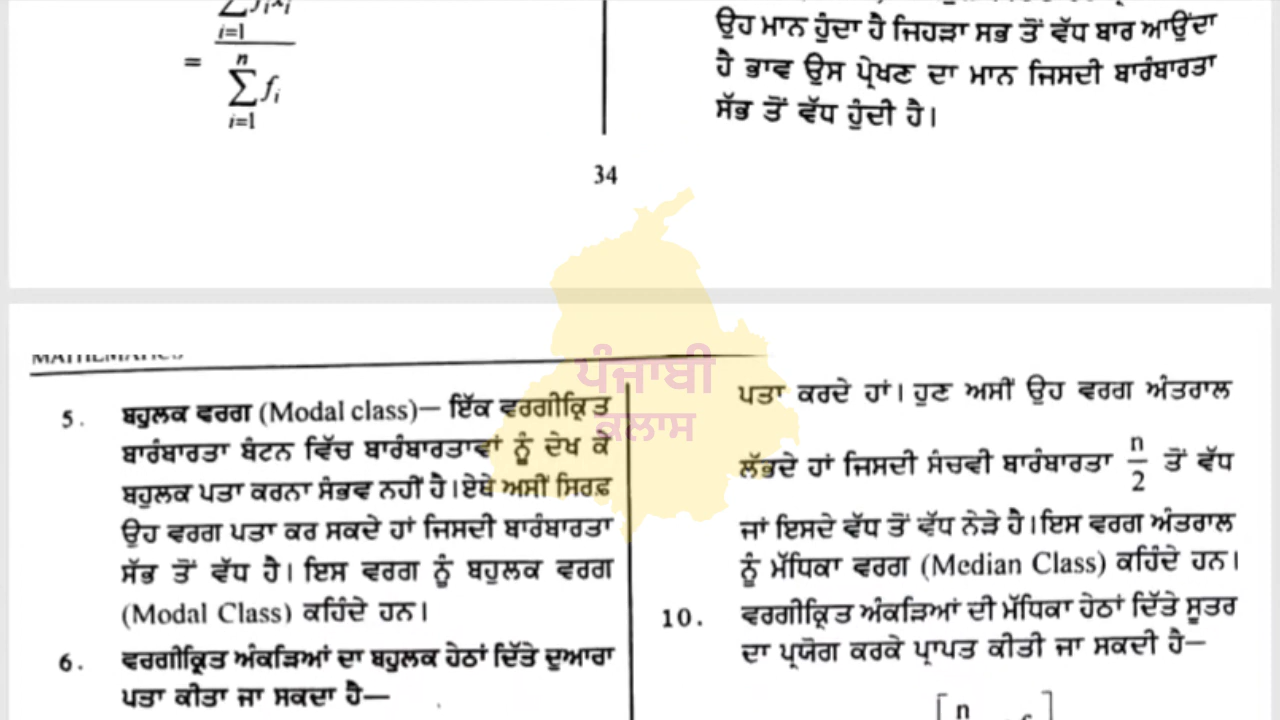 i=1
=
n
∑ fi
i=1
ਉਹ ਮਾਨ ਹੁੰਦਾ ਹੈ ਜਿਹੜਾ ਸਭ ਤੋਂ ਵੱਧ ਬਾਰ ਆਉਂਦਾ
ਹੈ ਭਾਵ ਉਸ ਪ੍ਰੇਖਣ ਦਾ ਮਾਨ ਜਿਸਦੀ ਬਾਰੰਬਾਰਤਾ
ਸੱਭ ਤੋਂ ਵੱਧ ਹੁੰਦੀ ਹੈ।
34
MATHEMATICS
ਪੰਜਾਬੀ
ਕਲਾਸ
5. ਬਹੁਲਕ ਵਰਗ (Modal class)— ਇੱਕ ਵਰਗੀਕ੍ਰਿਤ
ਬਾਰੰਬਾਰਤਾ ਬੰਟਨ ਵਿੱਚ ਬਾਰੰਬਾਰਤਾਵਾਂ ਨੂੰ ਦੇਖ ਕੇ
ਬਹੁਲਕ ਪਤਾ ਕਰਨਾ ਸੰਭਵ ਨਹੀਂ ਹੈ।ਏਥੇ ਅਸੀਂ ਸਿਰਫ਼
ਉਹ ਵਰਗ ਪਤਾ ਕਰ ਸਕਦੇ ਹਾਂ ਜਿਸਦੀ ਬਾਰੰਬਾਰਤਾ
ਸੱਭ ਤੋਂ ਵੱਧ ਹੈ। ਇਸ ਵਰਗ ਨੂੰ ਬਹੁਲਕ ਵਰਗ
(Modal Class) ਕਹਿੰਦੇ ਹਨ।
6. ਵਰਗੀਕ੍ਰਿਤ ਅੰਕੜਿਆਂ ਦਾ ਬਹੁਲਕ ਹੇਠਾਂ ਦਿੱਤੇ ਦੁਆਰਾ
ਪਤਾ ਕੀਤਾ ਜਾ ਸਕਦਾ ਹੈ—
ਪਤਾ ਕਰਦੇ ਹਾਂ। ਹੁਣ ਅਸੀਂ ਉਹ ਵਰਗ ਅੰਤਰਾਲ
ਲੱਭਦੇ ਹਾਂ ਜਿਸਦੀ ਸੰਚਵੀ ਬਾਰੰਬਾਰਤਾ n/2 ਤੋਂ ਵੱਧ
ਜਾਂ ਇਸਦੇ ਵੱਧ ਤੋਂ ਵੱਧ ਨੇੜੇ ਹੈ।ਇਸ ਵਰਗ ਅੰਤਰਾਲ
ਨੂੰ ਮੱਧਿਕਾ ਵਰਗ (Median Class) ਕਹਿੰਦੇ ਹਨ।
10. ਵਰਗੀਕ੍ਰਿਤ ਅੰਕੜਿਆਂ ਦੀ ਮੱਧਿਕਾ ਹੇਠਾਂ ਦਿੱਤੇ ਸੂਤਰ
ਦਾ ਪ੍ਰਯੋਗ ਕਰਕੇ ਪ੍ਰਾਪਤ ਕੀਤੀ ਜਾ ਸਕਦੀ ਹੈ—
n